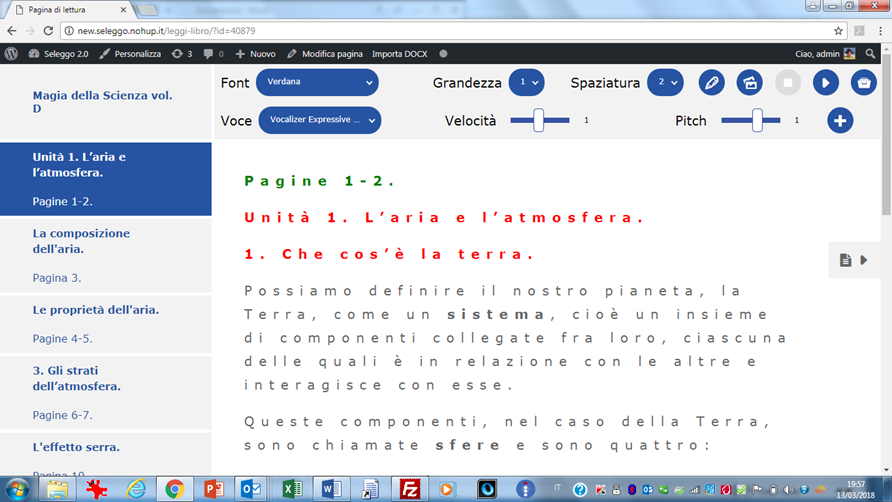 Pagina di lettura
new.seleggo.nohup.it/leggi-libro/?id=40879
Seleggo 2.0 Personalizza 3 0 Nuovo Modifica pagina Importa DOCX Ciao, admin
Magia della Scienza vol.
D
Font Verdana Grandezza 1 Spaziatura 2
Voce Vocalizer Expressive ... Velocità 1 Pitch 1
Unità 1. L’aria e
l’atmosfera.
Pagine 1-2.
La composizione
dell'aria.
Pagina 3.
Le proprietà dell'aria.
Pagine 4-5.
3. Gli strati
dell’atmosfera.
Pagine 6-7.
L'effetto serra.
Pagina 10.
Pagine 1-2.
Unità 1. L’aria e l’atmosfera.
1. Che cos’è la terra.
Possiamo definire il nostro pianeta, la
Terra, come un sistema, cioè un insieme
di componenti collegate fra loro, ciascuna
delle quali è in relazione con le altre e
interagisce con esse.
Queste componenti, nel caso della Terra,
sono chiamate sfere e sono quattro:
IT
19:57
13/03/2018